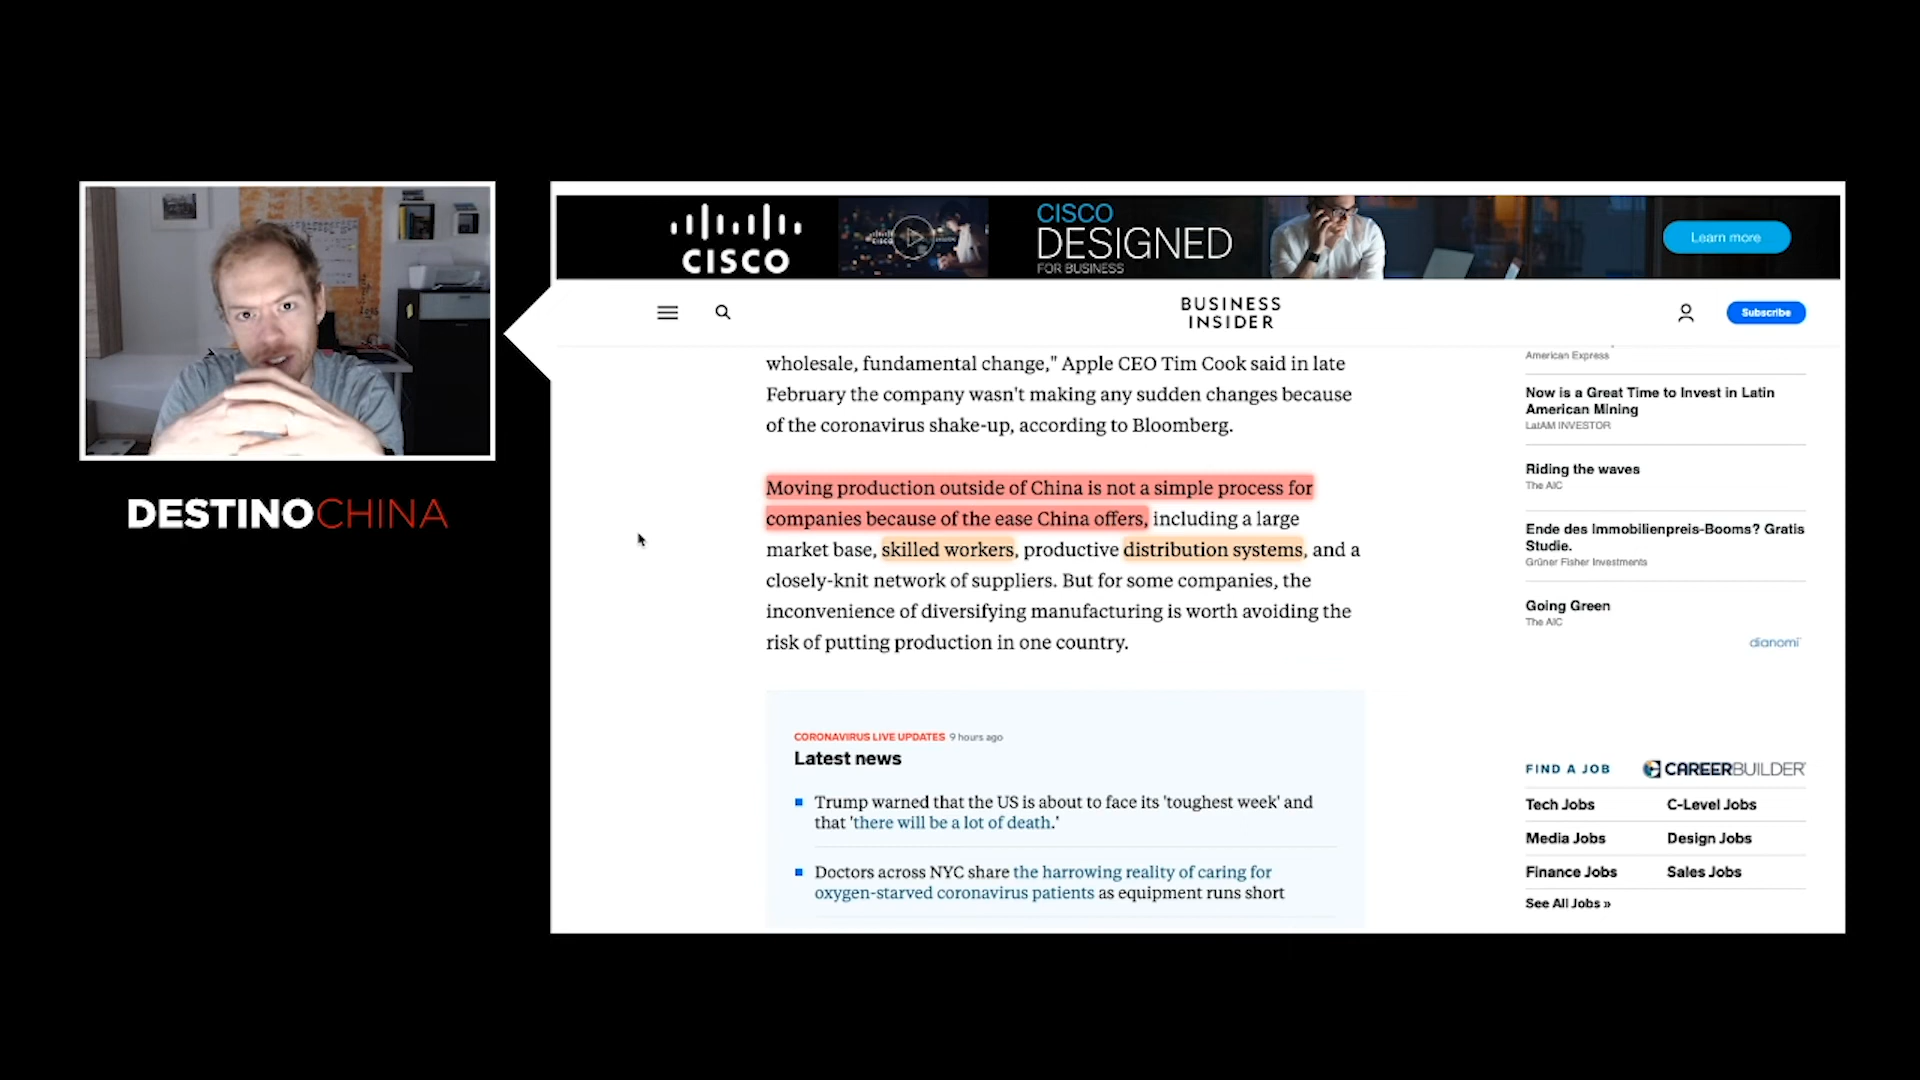 CISCO
CISCO
DESIGNED
FOR BUSINESS
Learn more
BUSINESS
INSIDER
Subscribe
DESTINOCHINA
wholesale, fundamental change," Apple CEO Tim Cook said in late
February the company wasn't making any sudden changes because
of the coronavirus shake-up, according to Bloomberg.
Moving production outside of China is not a simple process for
companies because of the ease China offers, including a large
market base, skilled workers, productive distribution systems, and a
closely-knit network of suppliers. But for some companies, the
inconvenience of diversifying manufacturing is worth avoiding the
risk of putting production in one country.
CORONAVIRUS LIVE UPDATES 9 hours ago
Latest news
Trump warned that the US is about to face its 'toughest week' and
that 'there will be a lot of death.'
Doctors across NYC share the harrowing reality of caring for
oxygen-starved coronavirus patients as equipment runs short
American Express
Now is a Great Time to Invest in Latin
American Mining
LatAM INVESTOR
Riding the waves
The AIC
Ende des Immobilienpreis-Booms? Gratis
Studie.
Grüner Fisher Investments
Going Green
The AIC
dianomi
FIND A JOB CAREERBUILDER
Tech Jobs C-Level Jobs
Media Jobs Design Jobs
Finance Jobs Sales Jobs
See All Jobs »